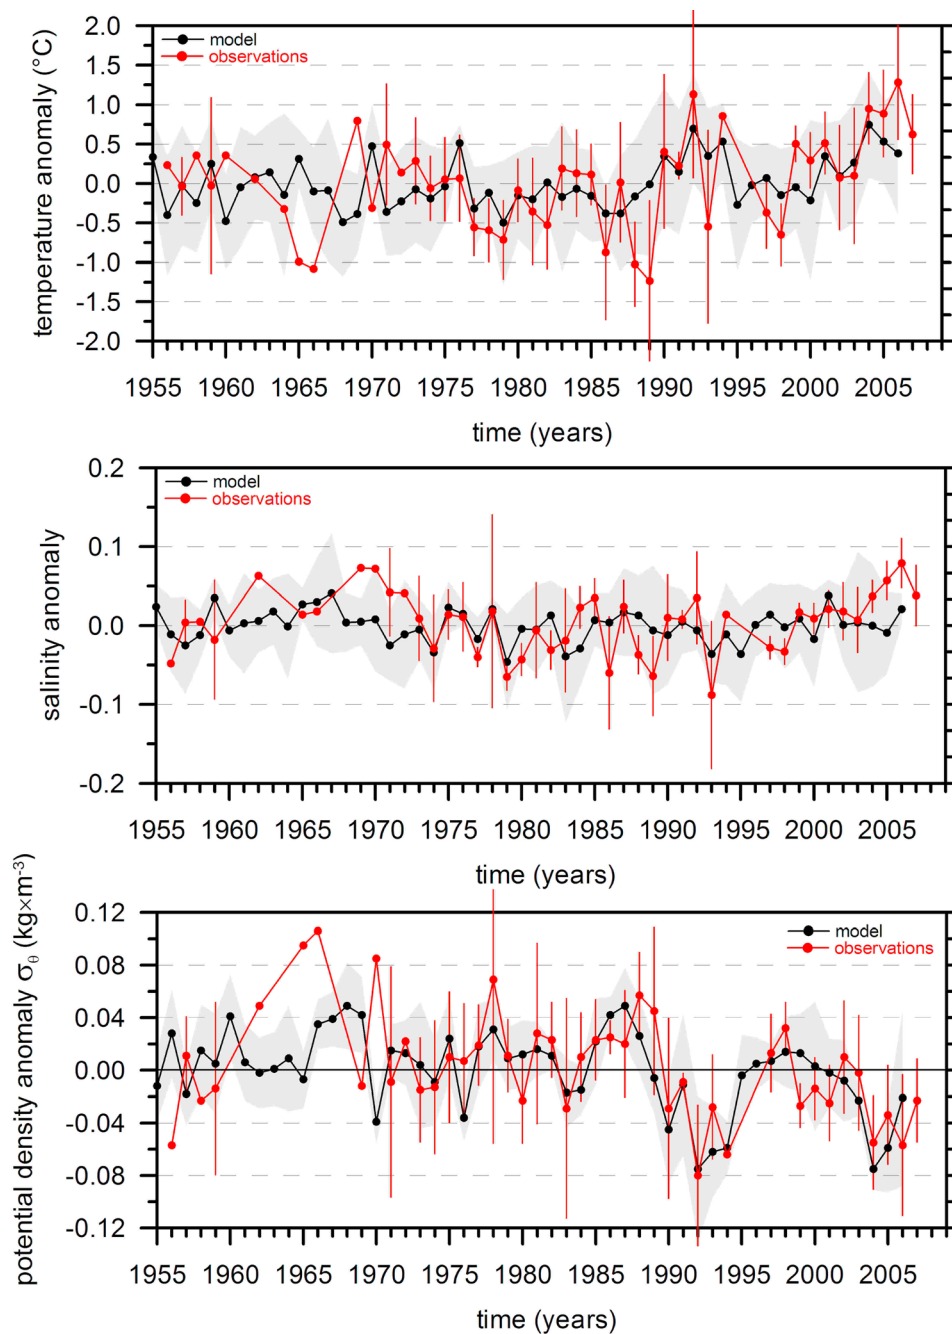 temperature anomaly (°C)
2.0
1.5
1.0
0.5
0.0
-0.5
-1.0
-1.5
-2.0
model
observations
1955 1960 1965 1970 1975 1980 1985 1990 1995 2000 2005
time (years)
salinity anomaly
0.2
0.1
0.0
-0.1
-0.2
model
observations
1955 1960 1965 1970 1975 1980 1985 1990 1995 2000 2005
time (years)
potential density anomaly σθ (kg×m-3)
0.12
0.08
0.04
0.00
-0.04
-0.08
-0.12
model
observations
1955 1960 1965 1970 1975 1980 1985 1990 1995 2000 2005
time (years)